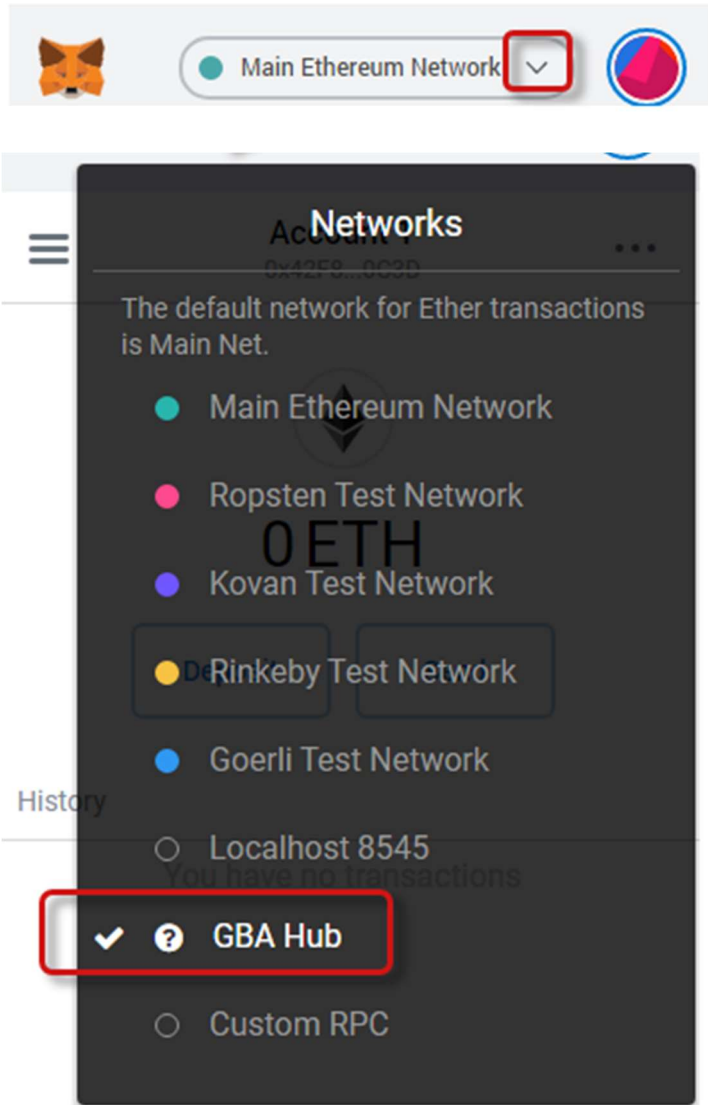 Main Ethereum Network
Networks
Account 1
0x42F8...0C3D
The default network for Ether transactions
is Main Net.
Main Ethereum Network
Ropsten Test Network
0 ETH
Kovan Test Network
Rinkeby Test Network
Goerli Test Network
History
Localhost 8545
You have no transactions
GBA Hub
Custom RPC